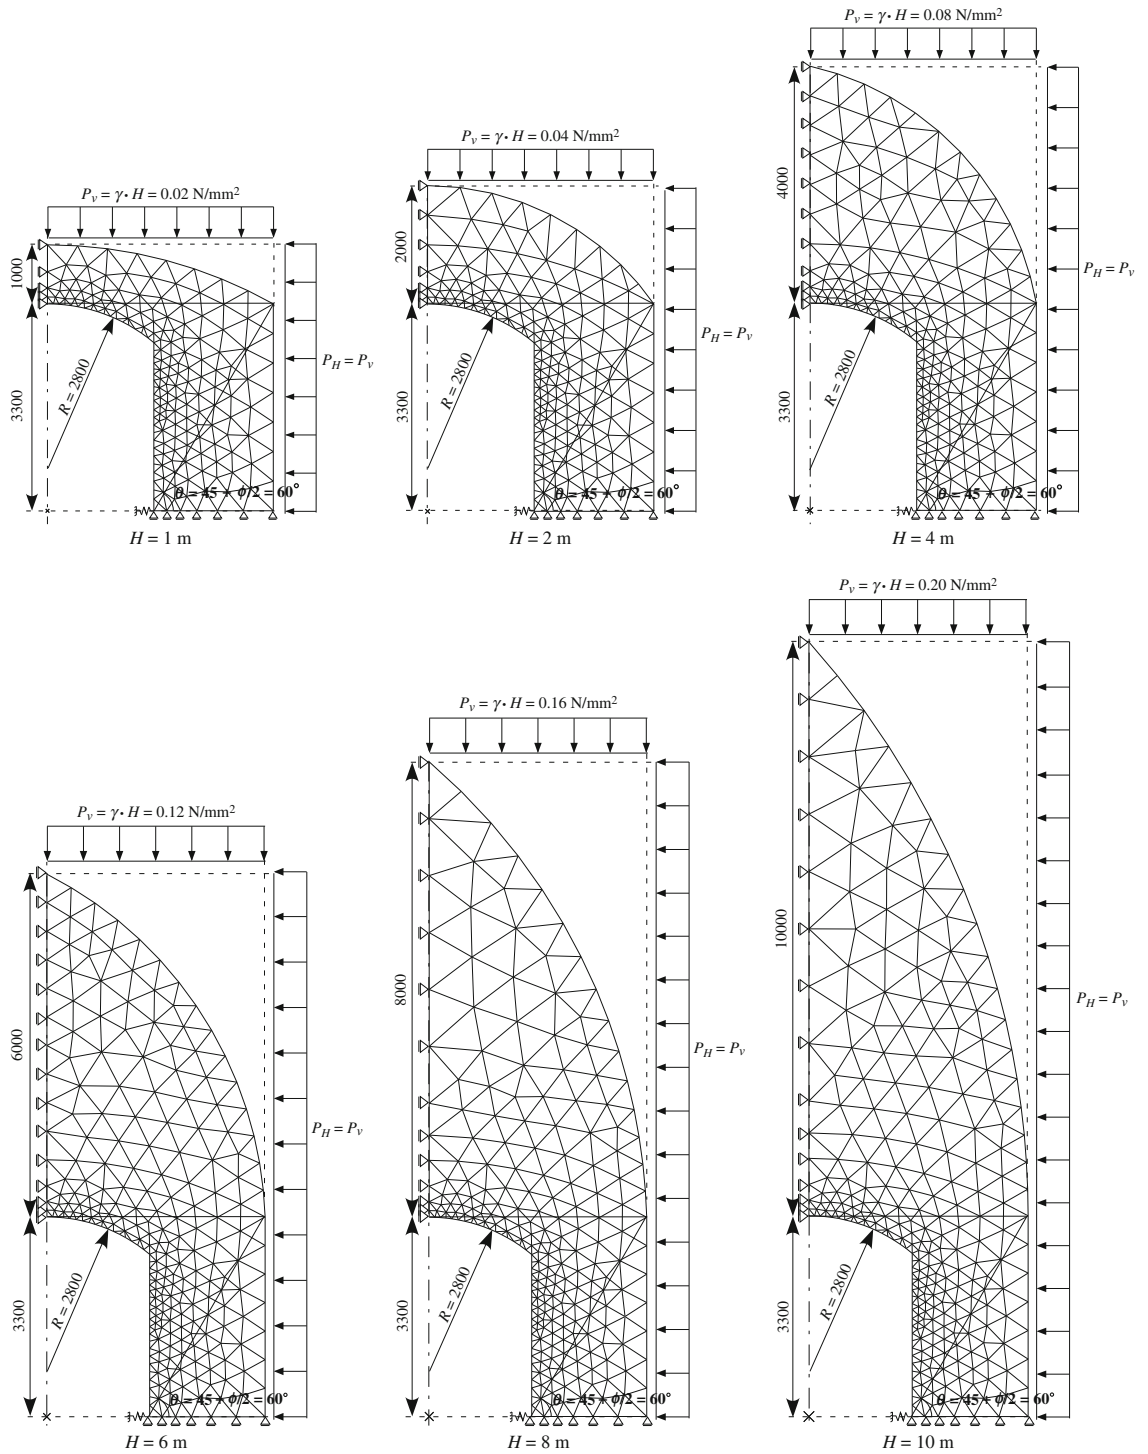 P_v = γ· H = 0.02 N/mm²
1000
3300
R = 2800
P_H = P_v
θ = 45 + ϕ/2 = 60°
H = 1 m
P_v = γ· H = 0.04 N/mm²
2000
3300
R = 2800
P_H = P_v
θ = 45 + ϕ/2 = 60°
H = 2 m
P_v = γ· H = 0.08 N/mm²
4000
3300
R = 2800
P_H = P_v
θ = 45 + ϕ/2 = 60°
H = 4 m
P_v = γ· H = 0.12 N/mm²
6000
3300
R = 2800
P_H = P_v
θ = 45 + ϕ/2 = 60°
H = 6 m
P_v = γ· H = 0.16 N/mm²
8000
3300
R = 2800
P_H = P_v
θ = 45 + ϕ/2 = 60°
H = 8 m
P_v = γ· H = 0.20 N/mm²
10000
3300
R = 2800
P_H = P_v
θ = 45 + ϕ/2 = 60°
H = 10 m